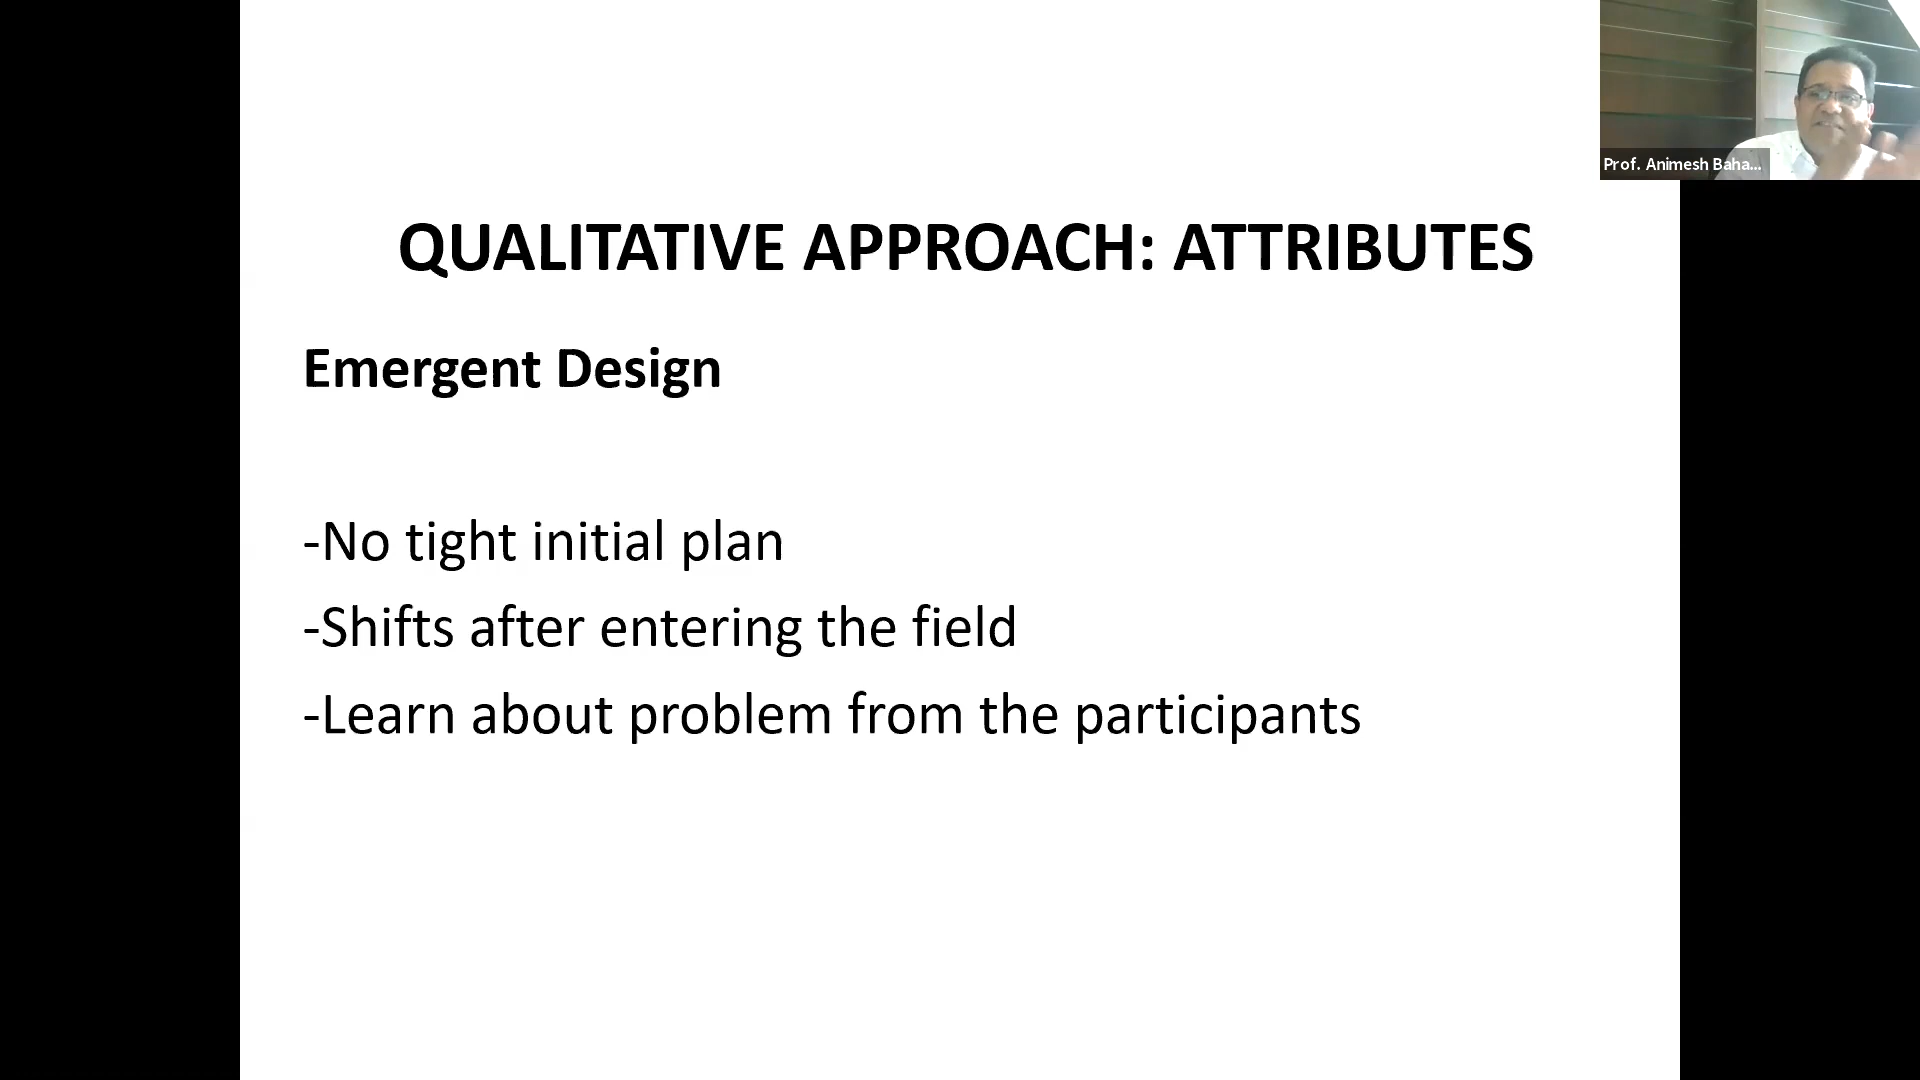 Prof. Animesh Baha...
QUALITATIVE APPROACH: ATTRIBUTES
Emergent Design
-No tight initial plan
-Shifts after entering the field
-Learn about problem from the participants